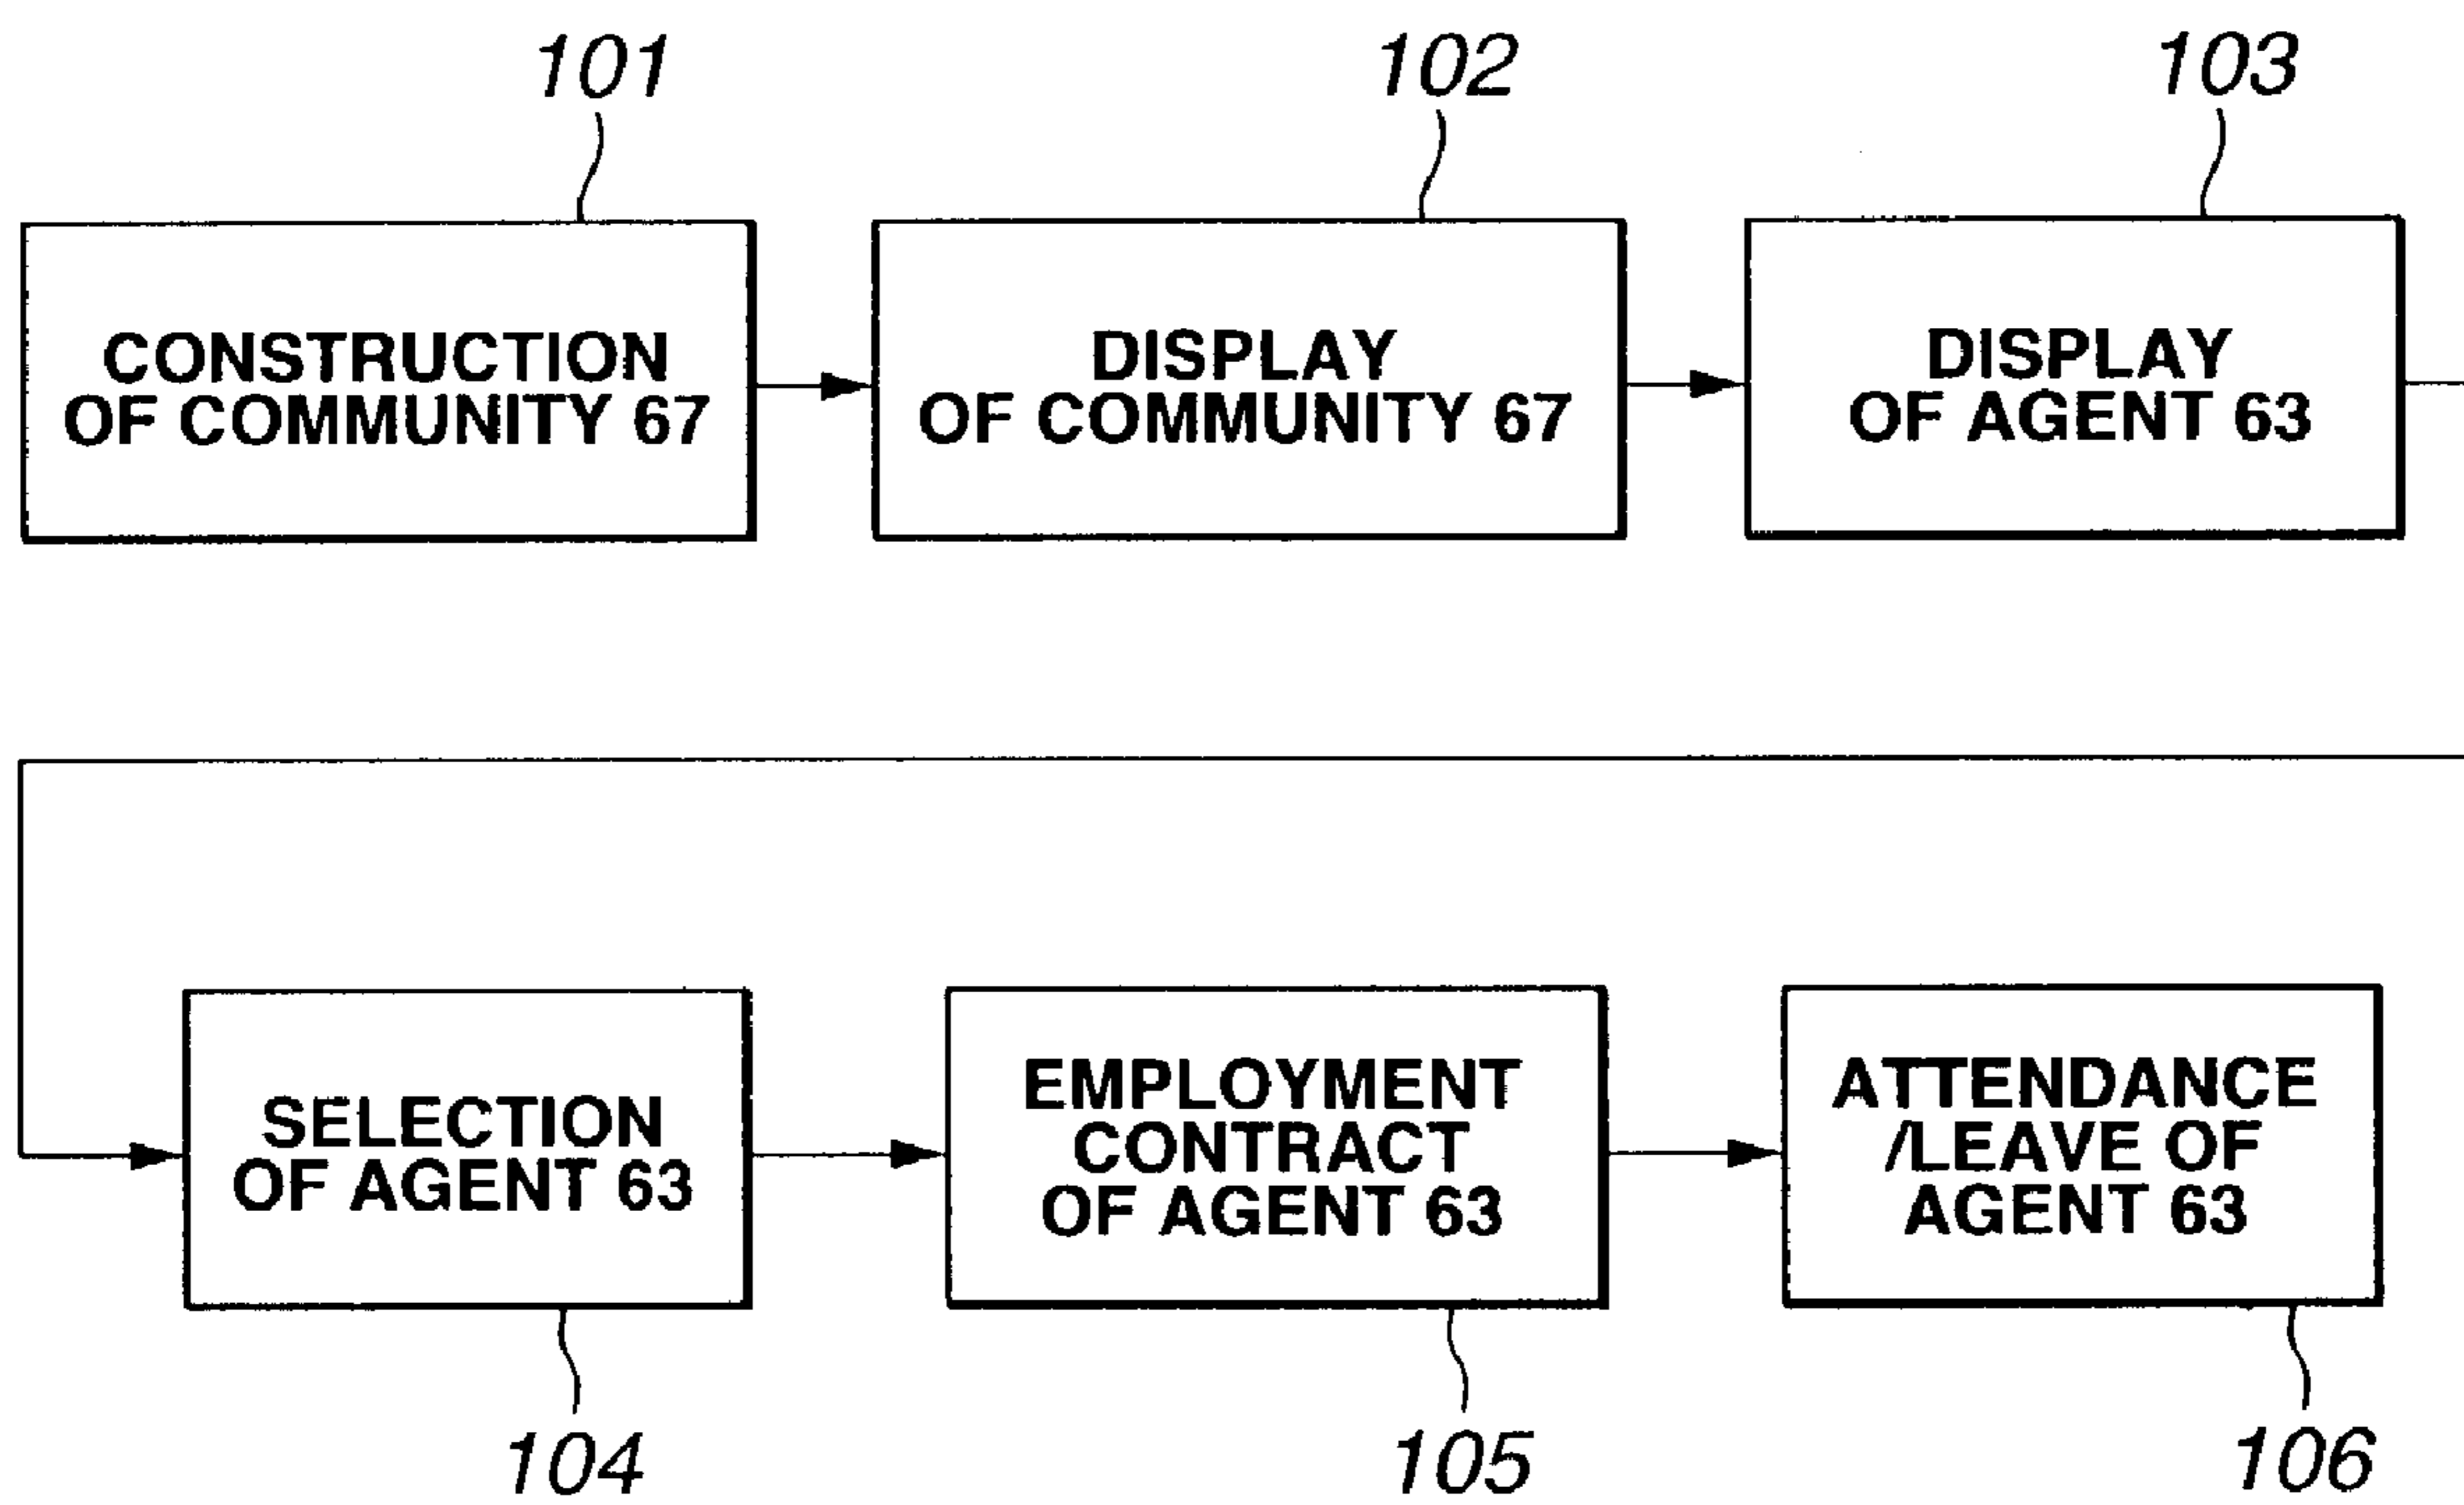 101
102
103
CONSTRUCTION
OF COMMUNITY 67
DISPLAY
OF COMMUNITY 67
DISPLAY
OF AGENT 63
SELECTION
OF AGENT 63
EMPLOYMENT
CONTRACT
OF AGENT 63
ATTENDANCE
/LEAVE OF
AGENT 63
104
105
106